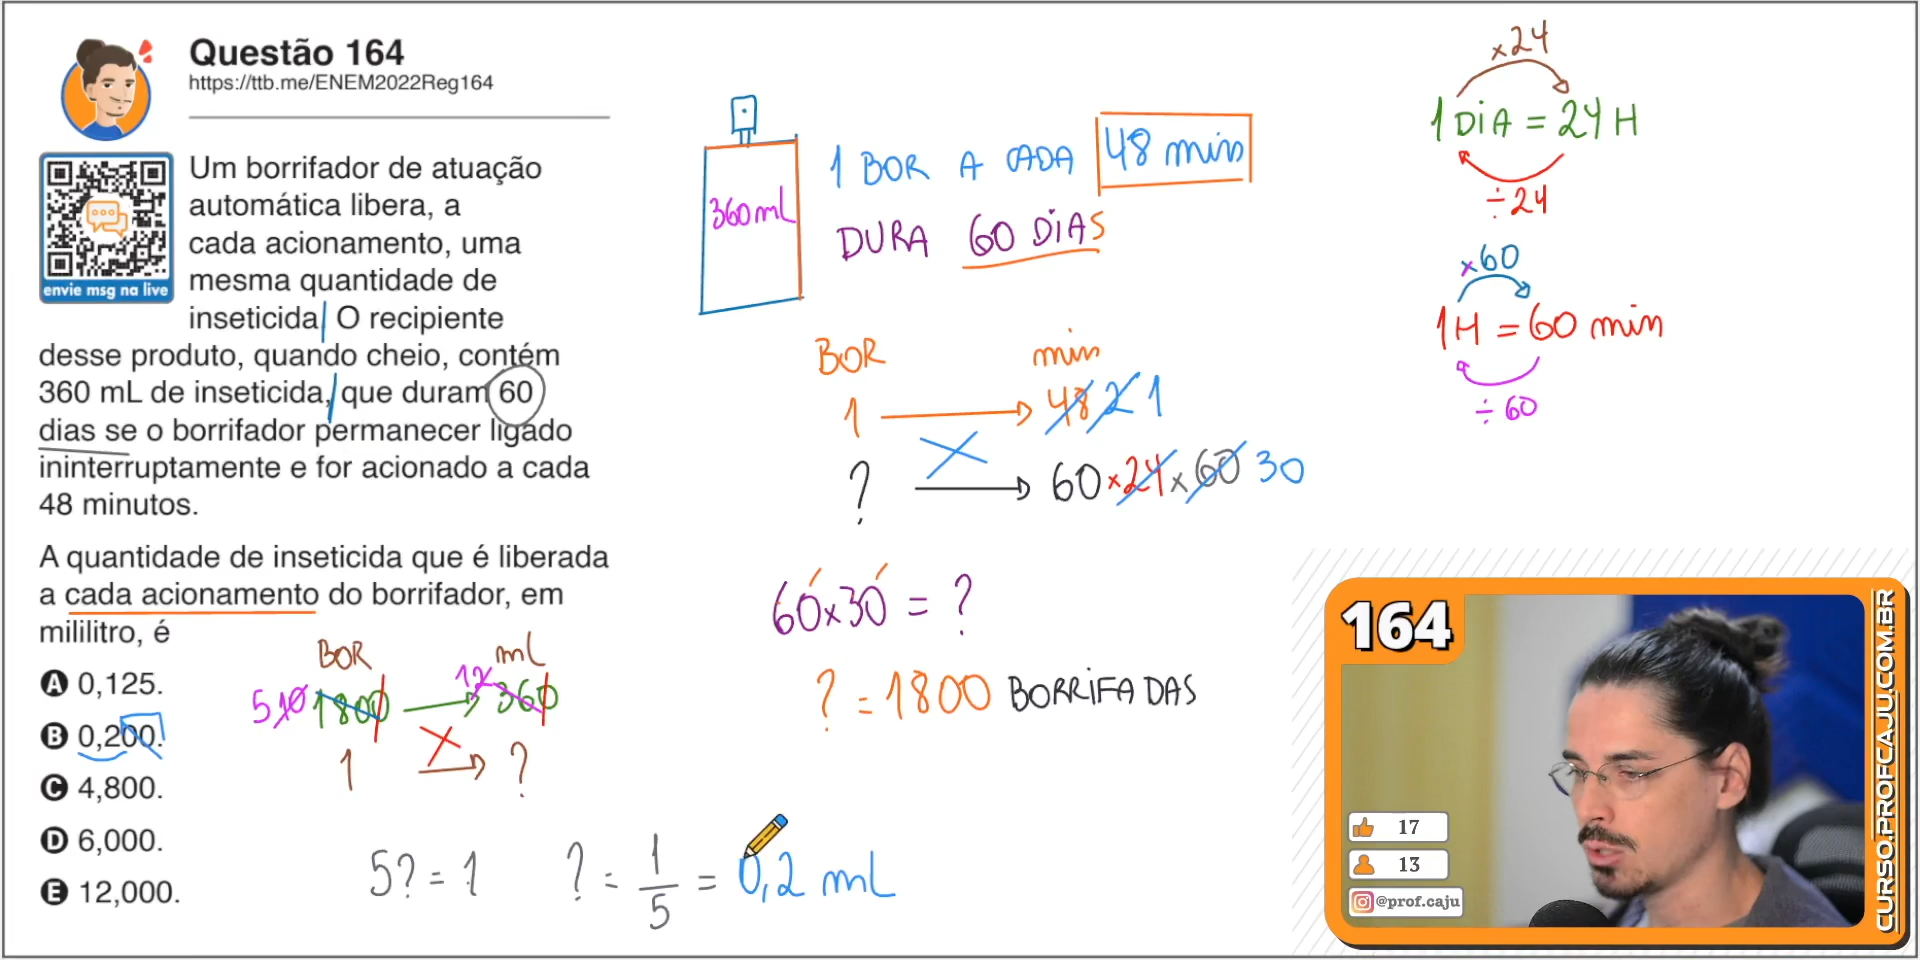 Questão 164
https://ttb.me/ENEM2022Reg164
envie msg na live
Um borrifador de atuação
automática libera, a
cada acionamento, uma
mesma quantidade de
inseticida. O recipiente
desse produto, quando cheio, contém
360 mL de inseticida, que duram 60
dias se o borrifador permanecer ligado
ininterruptamente e for acionado a cada
48 minutos.
A quantidade de inseticida que é liberada
a cada acionamento do borrifador, em
mililitro, é
A 0,125.
B 0,200.
C 4,800.
D 6,000.
E 12,000.
BOR mL
5 10 1800 12 360
1 ?
5? = 1 ? = 1/5 = 0,2 mL
360 mL
1 BOR A CADA 48 min
DURA 60 DIAS
BOR min
1 48 2 1
? 60 x 24 x 60 30
60 x 30 = ?
? = 1800 BORRIFADAS
x24
1 DIA = 24 H
÷24
x60
1H = 60 min
÷60
164
17
13
@prof.caju
CURSO.PROFCAJU.COM.BR